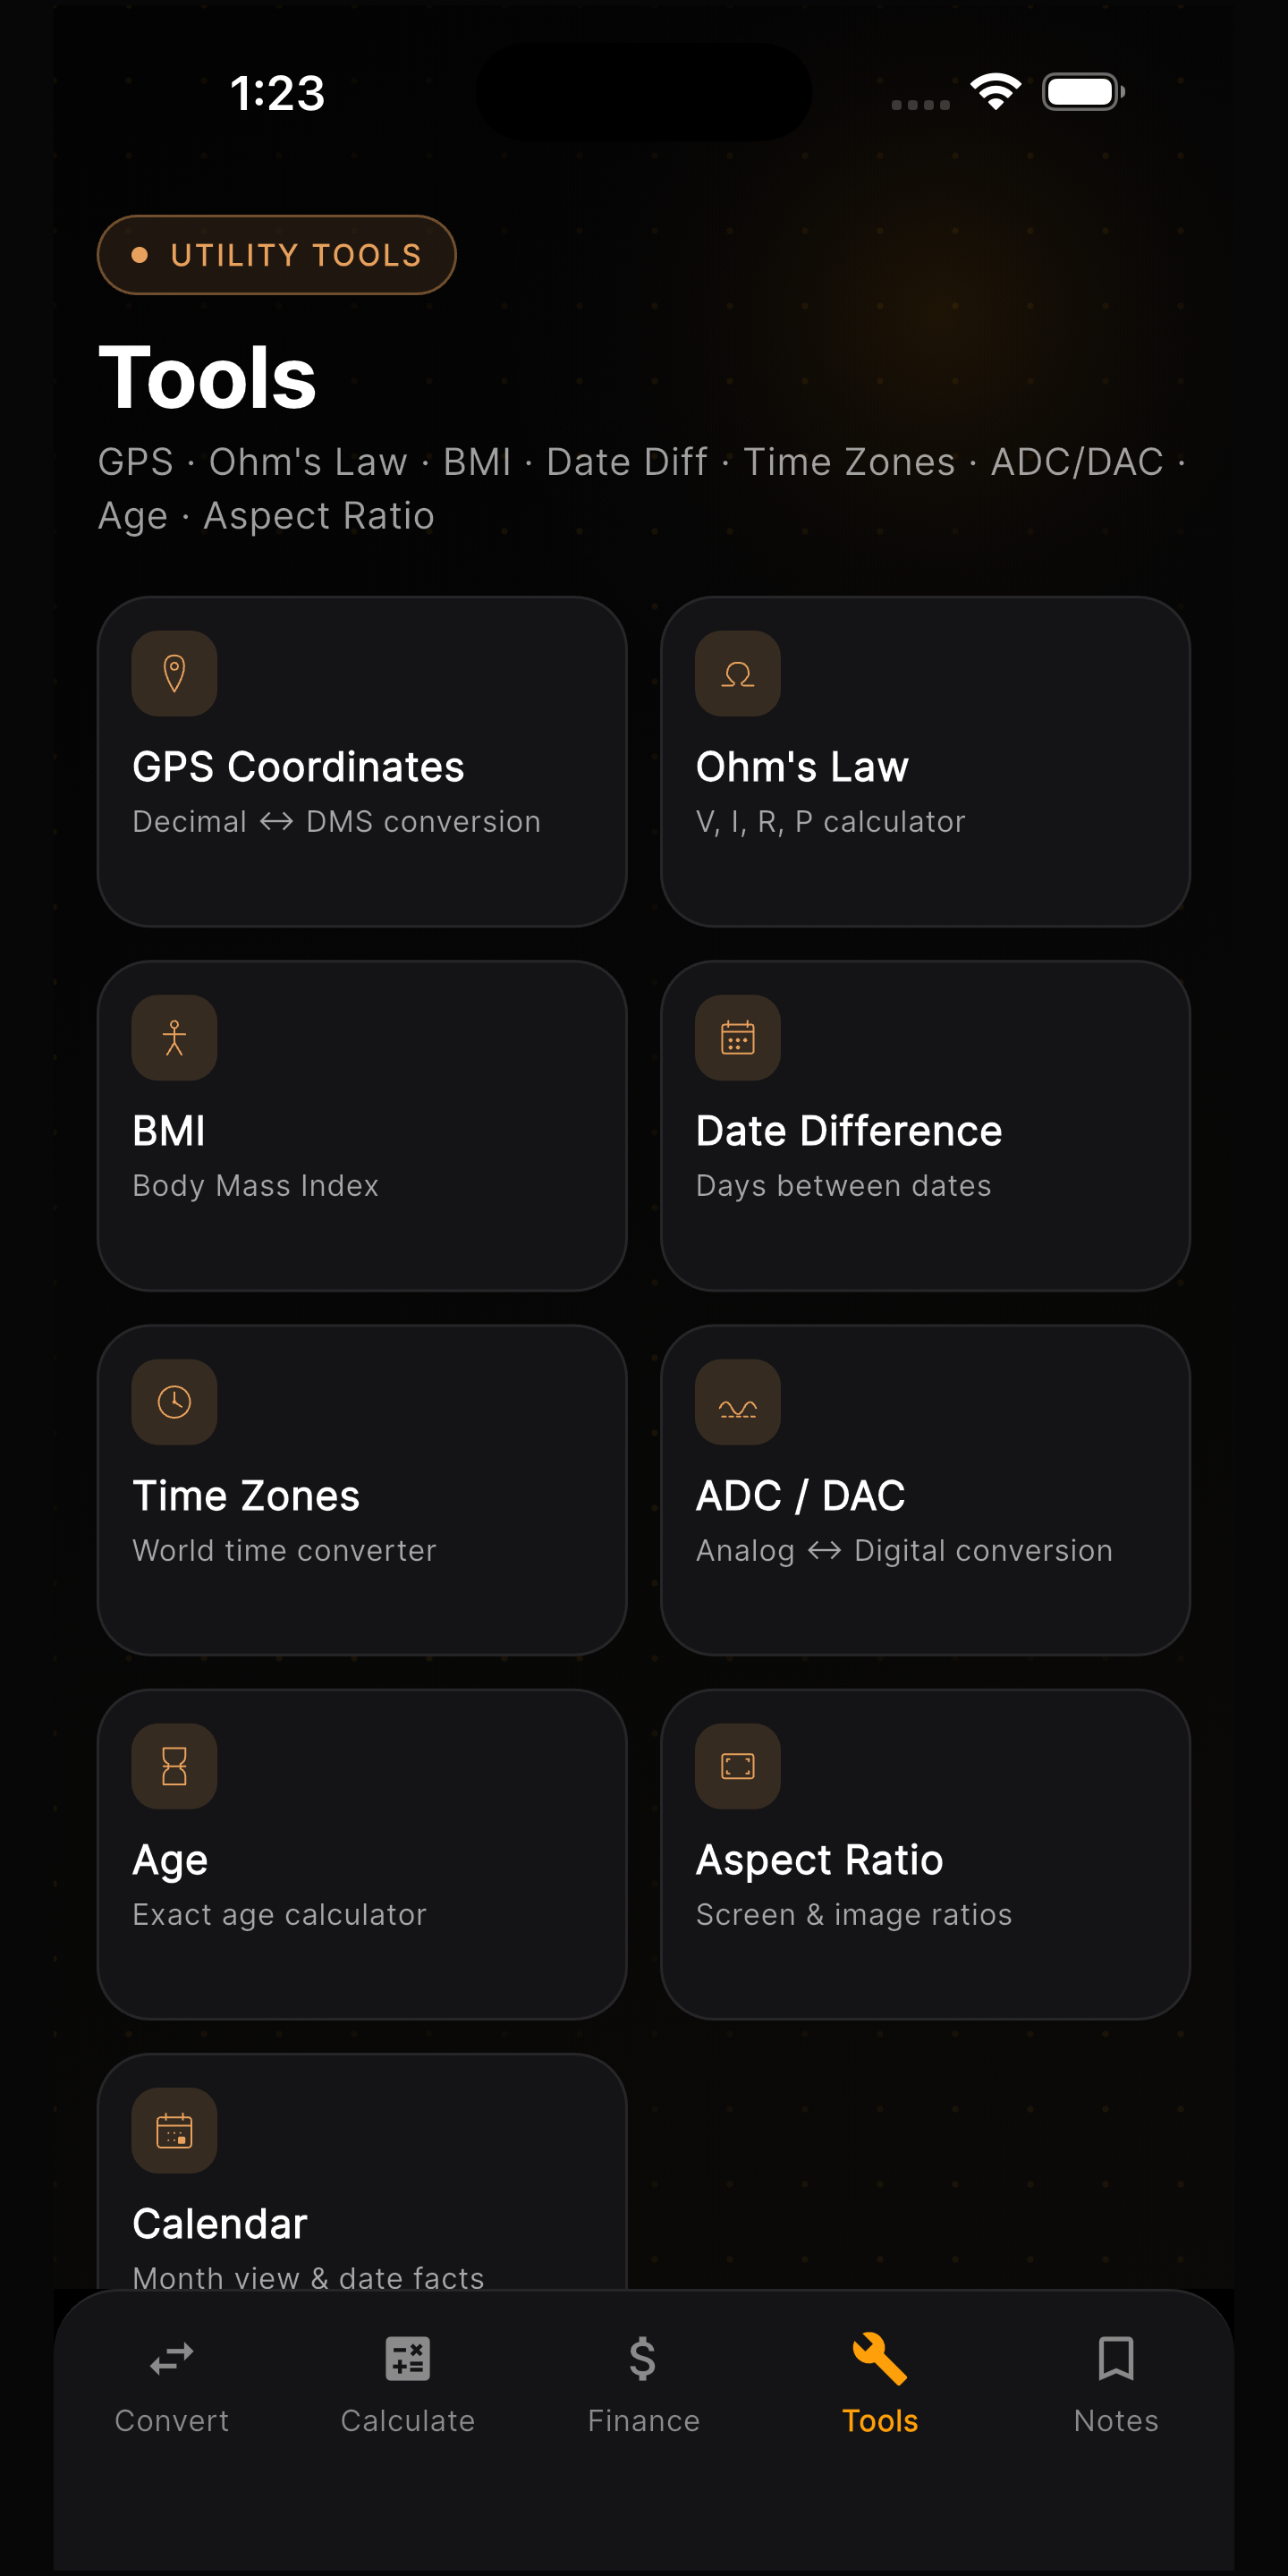 1:23
UTILITY TOOLS
Tools
GPS · Ohm's Law · BMI · Date Diff · Time Zones · ADC/DAC ·
Age · Aspect Ratio
GPS Coordinates
Decimal ↔ DMS conversion
Ohm's Law
V, I, R, P calculator
BMI
Body Mass Index
Date Difference
Days between dates
Time Zones
World time converter
ADC / DAC
Analog ↔ Digital conversion
Age
Exact age calculator
Aspect Ratio
Screen & image ratios
Calendar
Month view & date facts
Convert
Calculate
Finance
Tools
Notes